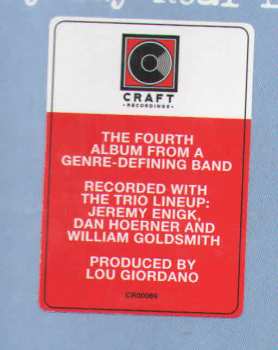 CRAFT
• RECORDINGS •
THE FOURTH
ALBUM FROM A
GENRE-DEFINING BAND
RECORDED WITH
THE TRIO LINEUP:
JEREMY ENIGK,
DAN HOERNER AND
WILLIAM GOLDSMITH
PRODUCED BY
LOU GIORDANO